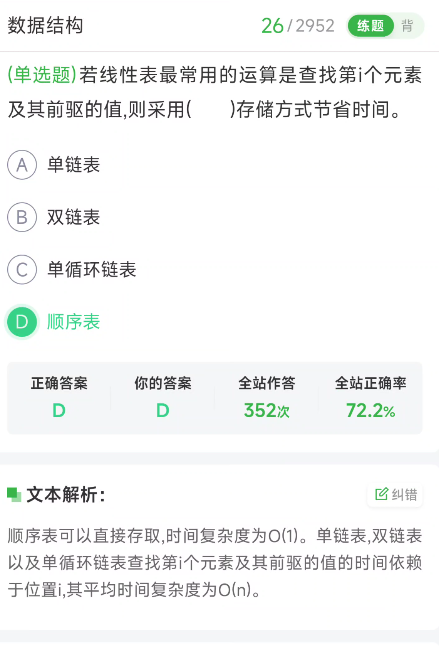 数据结构 26/2952 练题 背
(单选题)若线性表最常用的运算是查找第i个元素
及其前驱的值,则采用( )存储方式节省时间。
A 单链表
B 双链表
C 单循环链表
D 顺序表
正确答案 你的答案 全站作答 全站正确率
D D 352次 72.2%
文本解析： 纠错
顺序表可以直接存取,时间复杂度为O(1)。单链表,双链表
以及单循环链表查找第i个元素及其前驱的值的时间依赖
于位置i,其平均时间复杂度为O(n)。